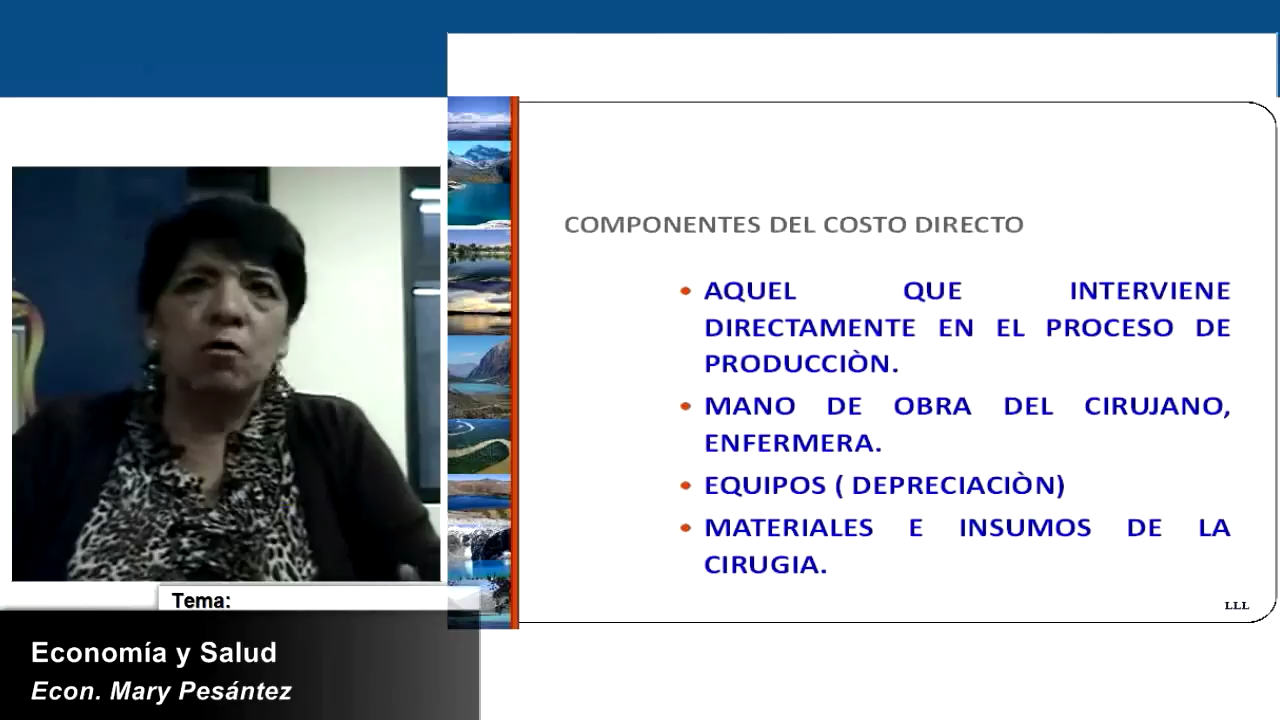 COMPONENTES DEL COSTO DIRECTO
• AQUEL QUE INTERVIENE
DIRECTAMENTE EN EL PROCESO DE
PRODUCCIÒN.
• MANO DE OBRA DEL CIRUJANO,
ENFERMERA.
• EQUIPOS ( DEPRECIACIÒN)
• MATERIALES E INSUMOS DE LA
CIRUGIA.
LLL
Tema:
Economía y Salud
Econ. Mary Pesántez